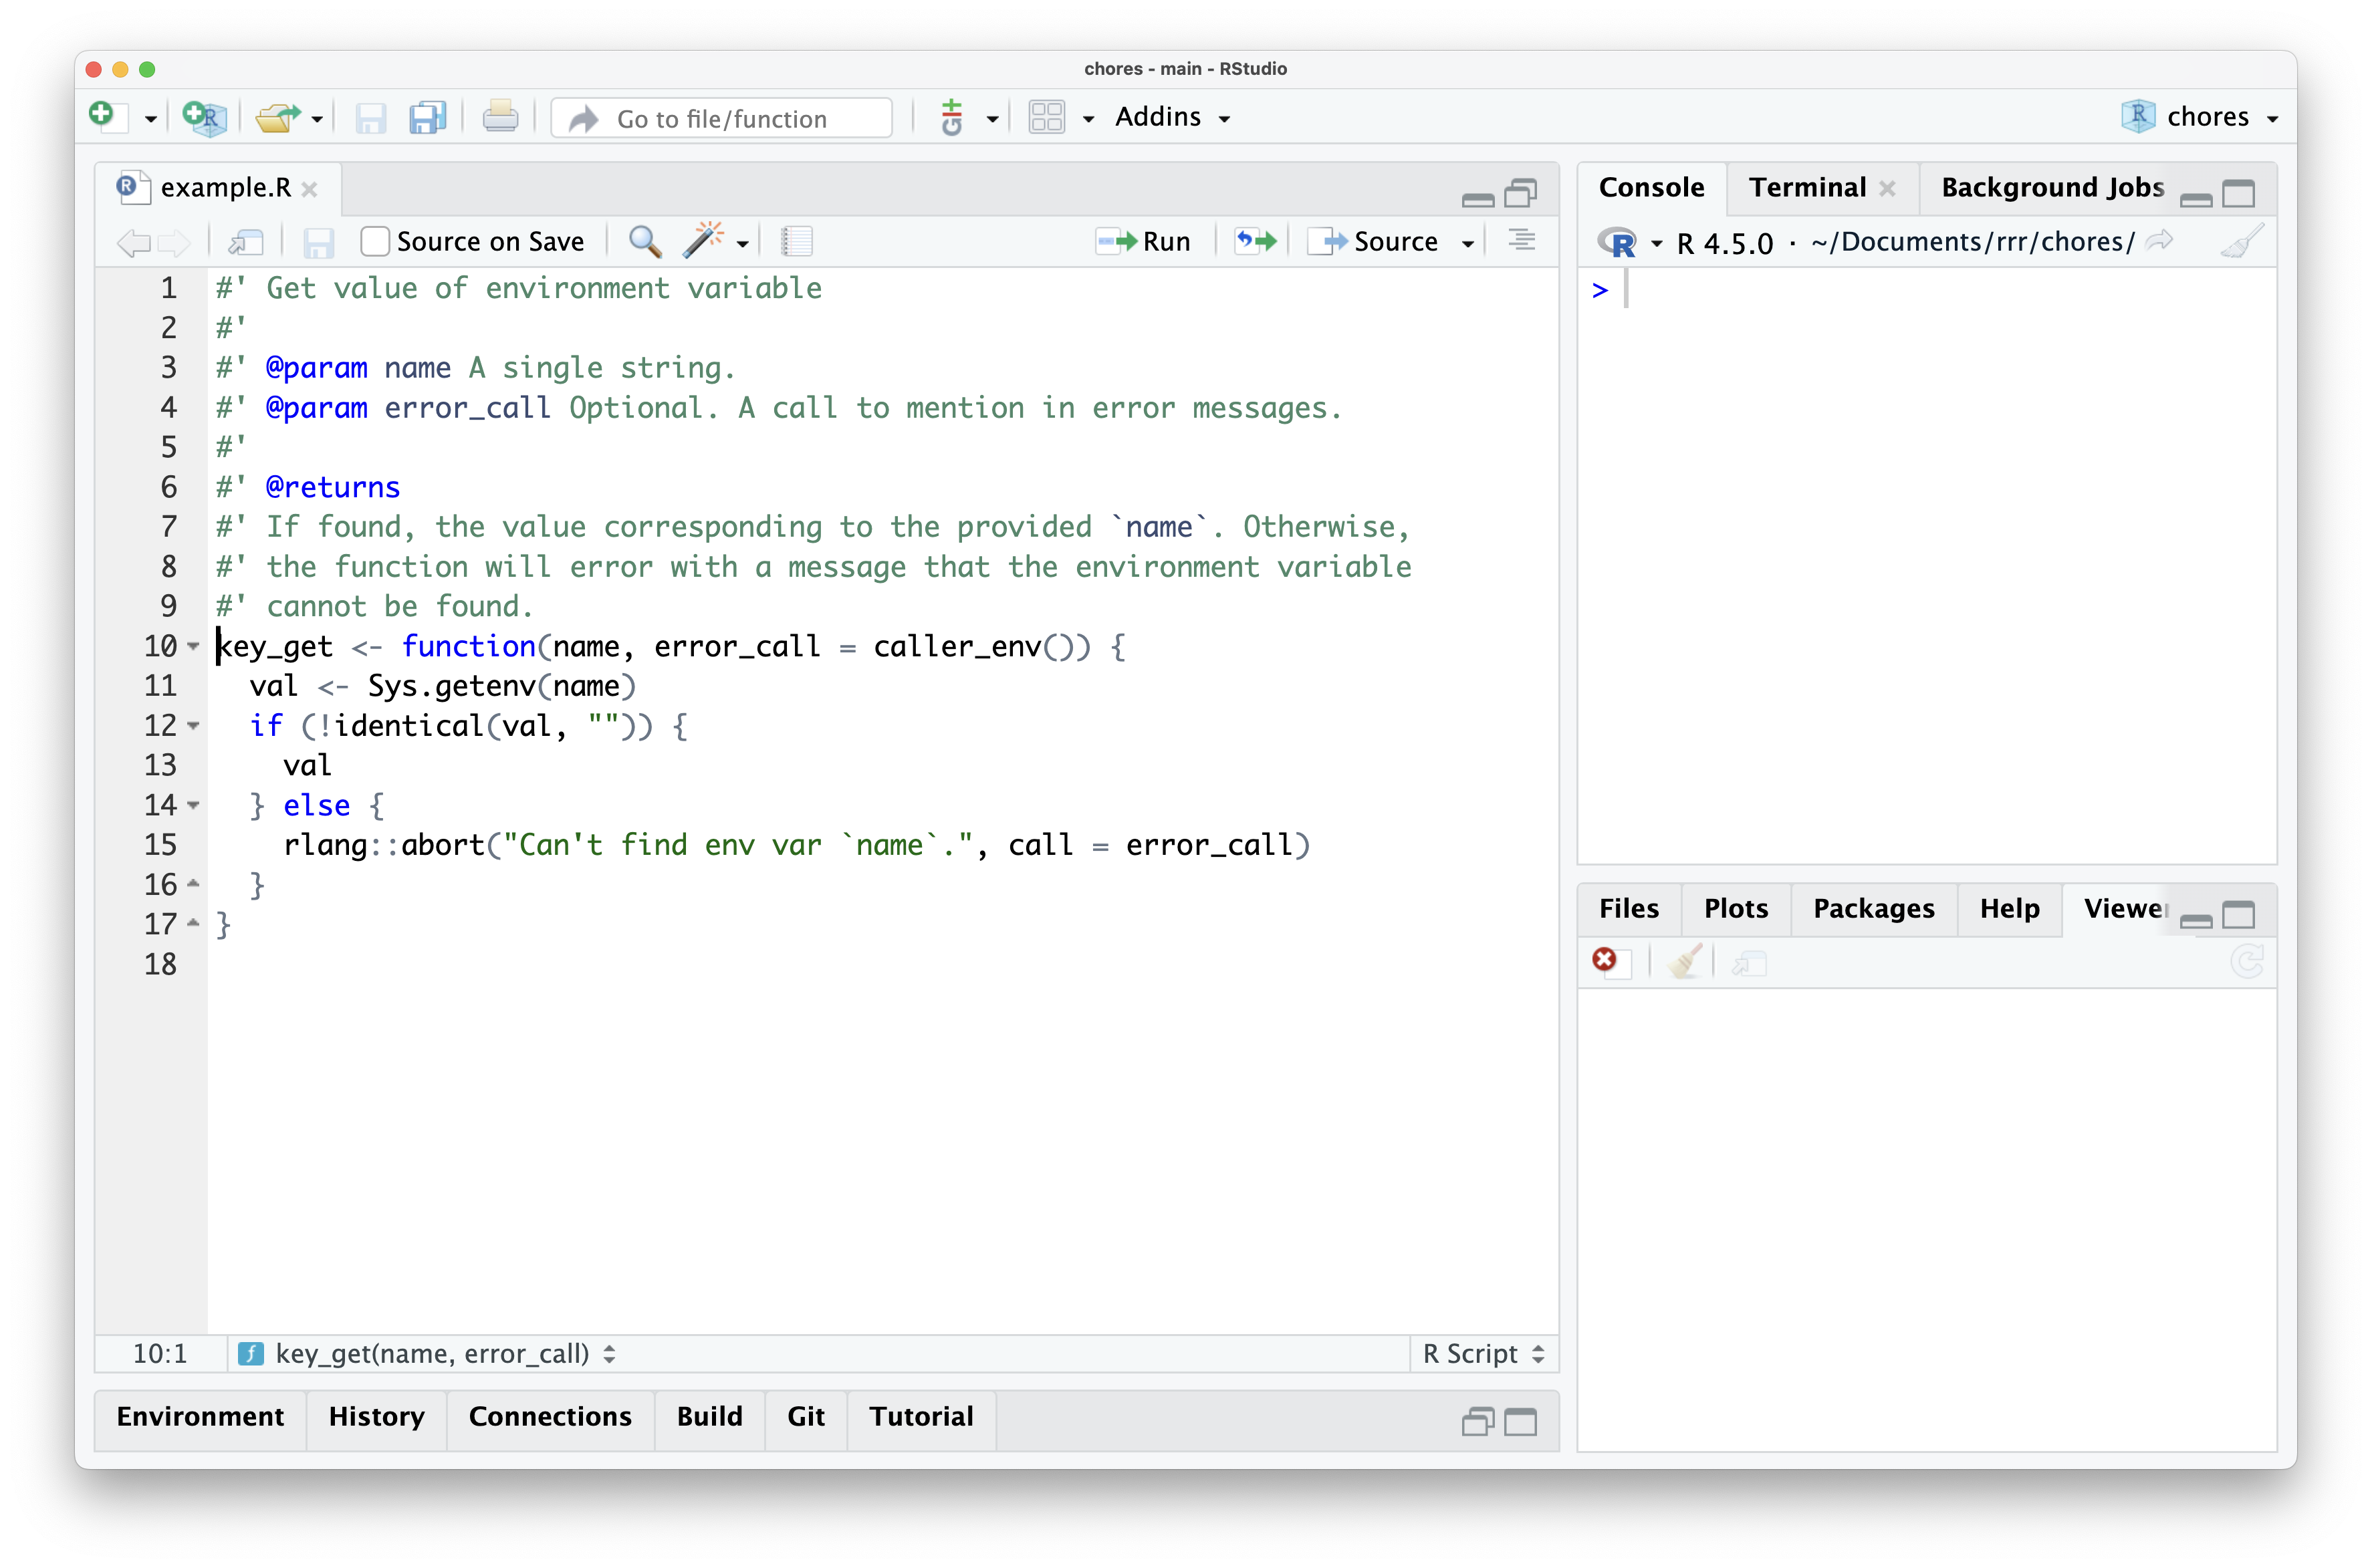 chores - main - RStudio
Go to file/function
Addins
chores
example.R
Source on Save
Run
Source
1 #' Get value of environment variable
2 #'
3 #' @param name A single string.
4 #' @param error_call Optional. A call to mention in error messages.
5 #'
6 #' @returns
7 #' If found, the value corresponding to the provided `name`. Otherwise,
8 #' the function will error with a message that the environment variable
9 #' cannot be found.
10 key_get <- function(name, error_call = caller_env()) {
11   val <- Sys.getenv(name)
12   if (!identical(val, "")) {
13     val
14   } else {
15     rlang::abort("Can't find env var `name`.", call = error_call)
16   }
17 }
18
10:1 key_get(name, error_call) R Script
Environment History Connections Build Git Tutorial
Console Terminal Background Jobs
R 4.5.0 · ~/Documents/rrr/chores/
>
Files Plots Packages Help Viewer